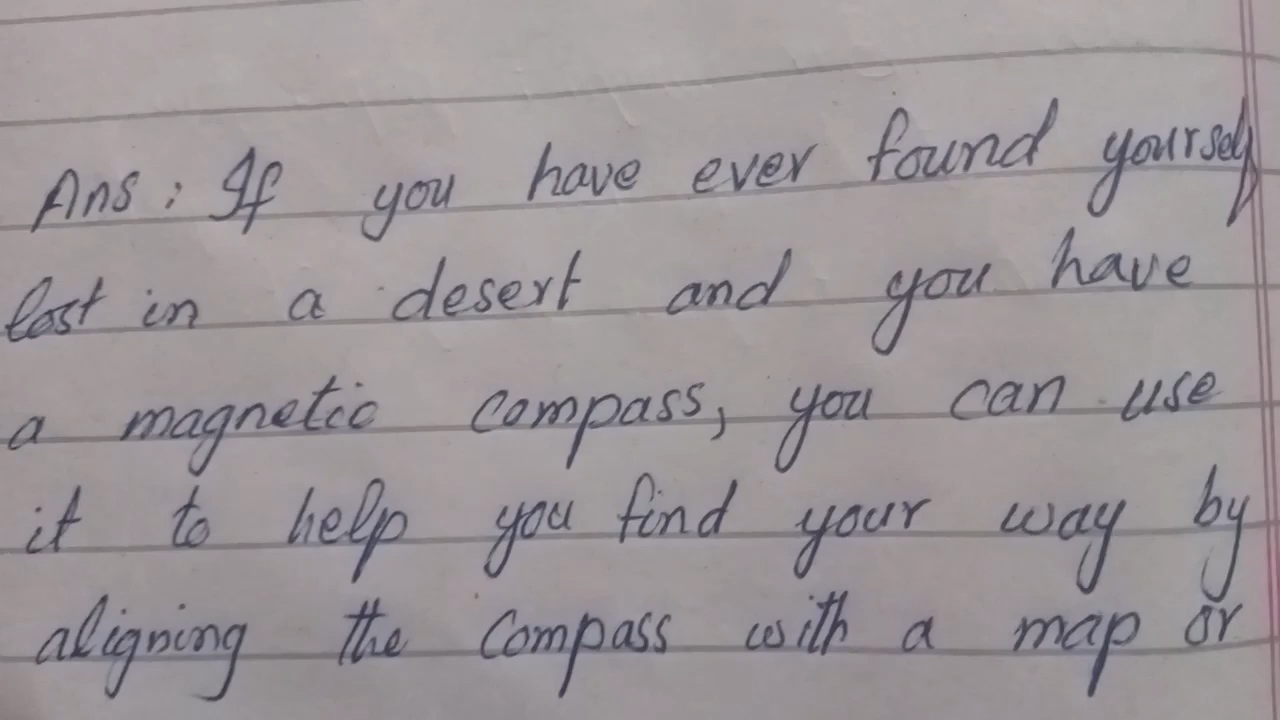 Ans : If you have ever found yourself
lost in a desert and you have
a magnetic compass, you can use
it to help you find your way by
aligning the compass with a map or